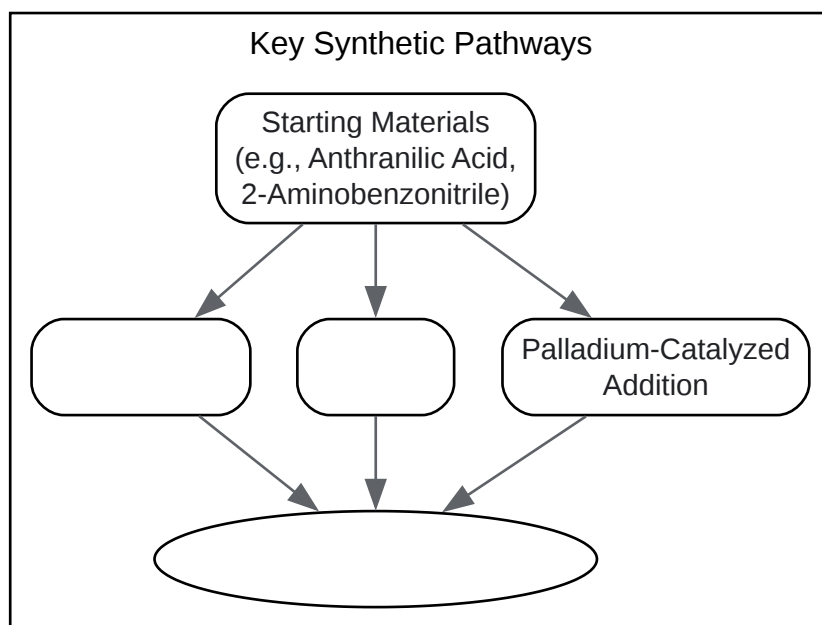 Key Synthetic Pathways
Starting Materials
(e.g., Anthranilic Acid,
2-Aminobenzonitrile)
Palladium-Catalyzed
Addition